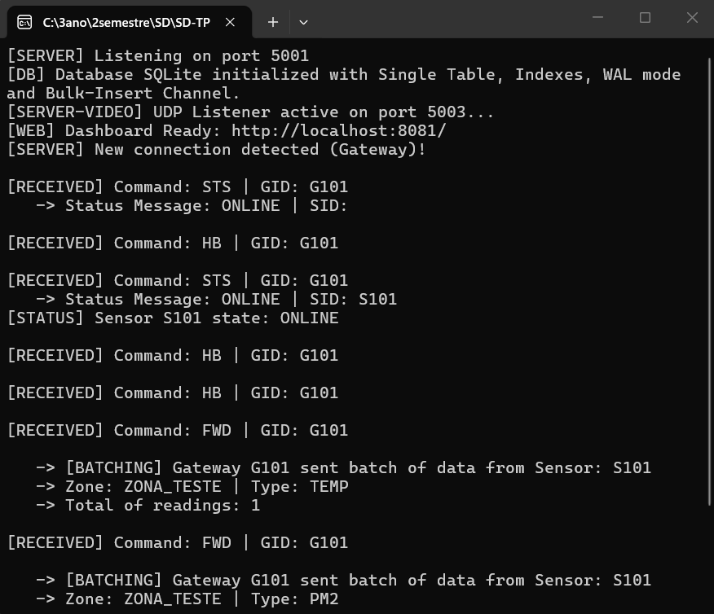 C:\3ano\2semestre\SD\SD-TP
[SERVER] Listening on port 5001
[DB] Database SQLite initialized with Single Table, Indexes, WAL mode
and Bulk-Insert Channel.
[SERVER-VIDEO] UDP Listener active on port 5003...
[WEB] Dashboard Ready: http://localhost:8081/
[SERVER] New connection detected (Gateway)!
[RECEIVED] Command: STS | GID: G101
-> Status Message: ONLINE | SID:
[RECEIVED] Command: HB | GID: G101
[RECEIVED] Command: STS | GID: G101
-> Status Message: ONLINE | SID: S101
[STATUS] Sensor S101 state: ONLINE
[RECEIVED] Command: HB | GID: G101
[RECEIVED] Command: HB | GID: G101
[RECEIVED] Command: FWD | GID: G101
-> [BATCHING] Gateway G101 sent batch of data from Sensor: S101
-> Zone: ZONA_TESTE | Type: TEMP
-> Total of readings: 1
[RECEIVED] Command: FWD | GID: G101
-> [BATCHING] Gateway G101 sent batch of data from Sensor: S101
-> Zone: ZONA_TESTE | Type: PM2